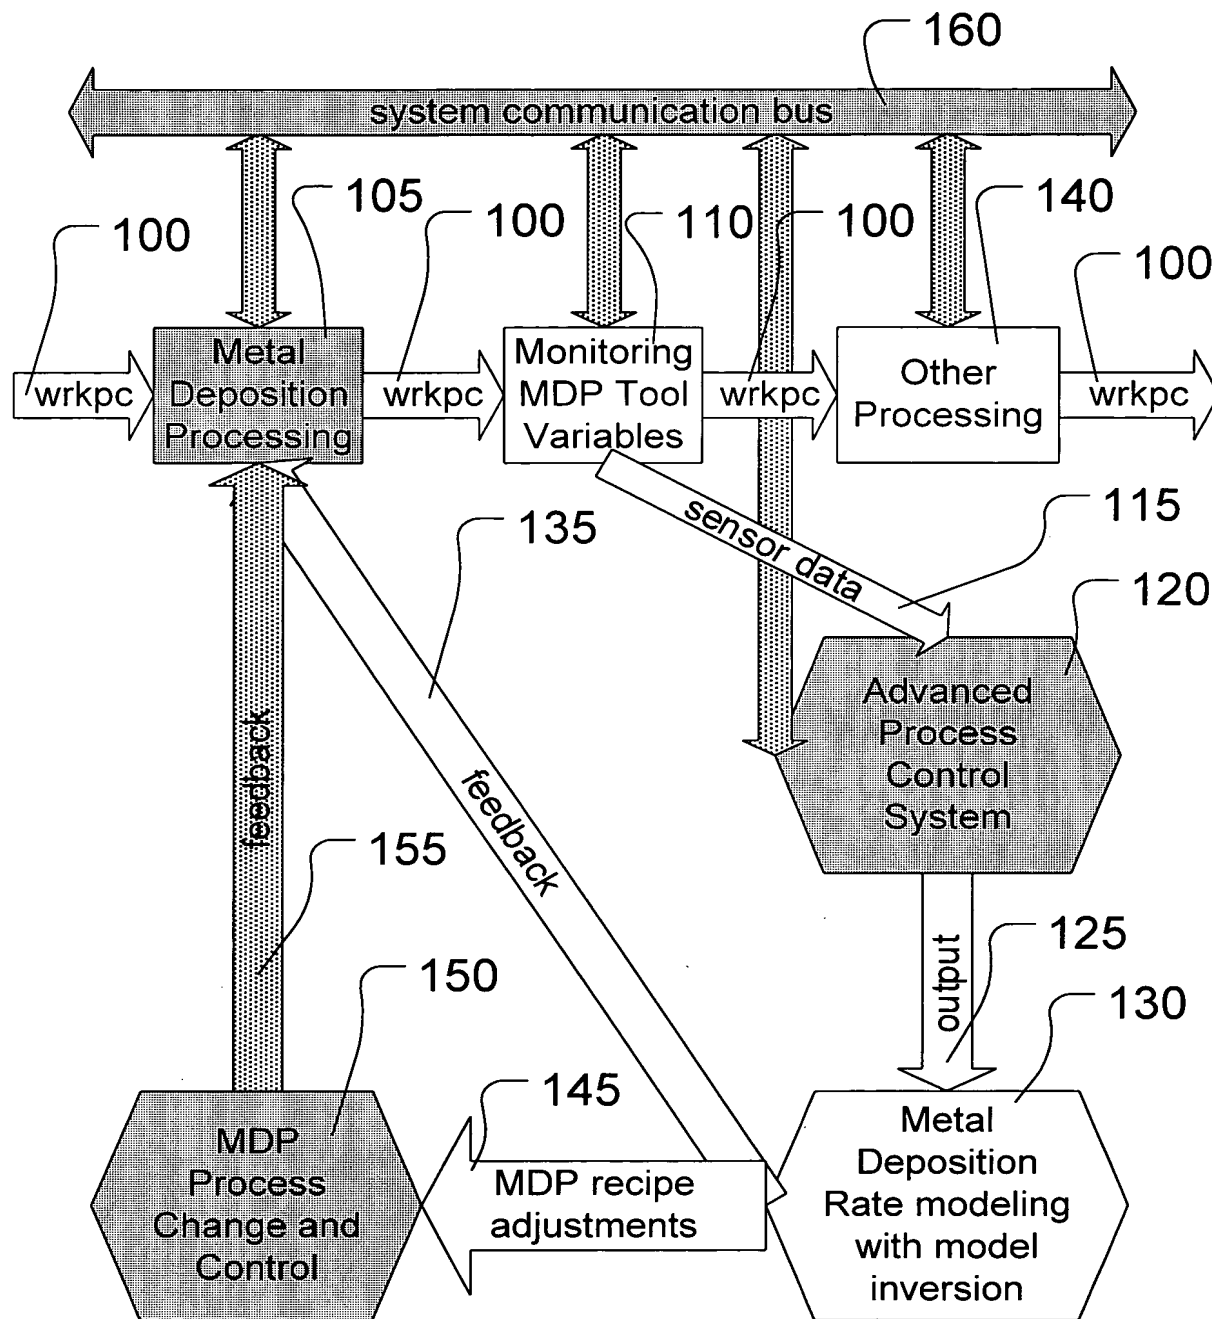 160
system communication bus
105
100
100
110
100
140
100
wrkpc
Metal
Deposition
Processing
wrkpc
Monitoring
MDP Tool
Variables
wrkpc
Other
Processing
wrkpc
135
sensor data
115
120
Advanced
Process
Control
System
feedback
feedback
155
125
output
150
130
145
MDP
Process
Change and
Control
MDP recipe
adjustments
Metal
Deposition
Rate modeling
with model
inversion